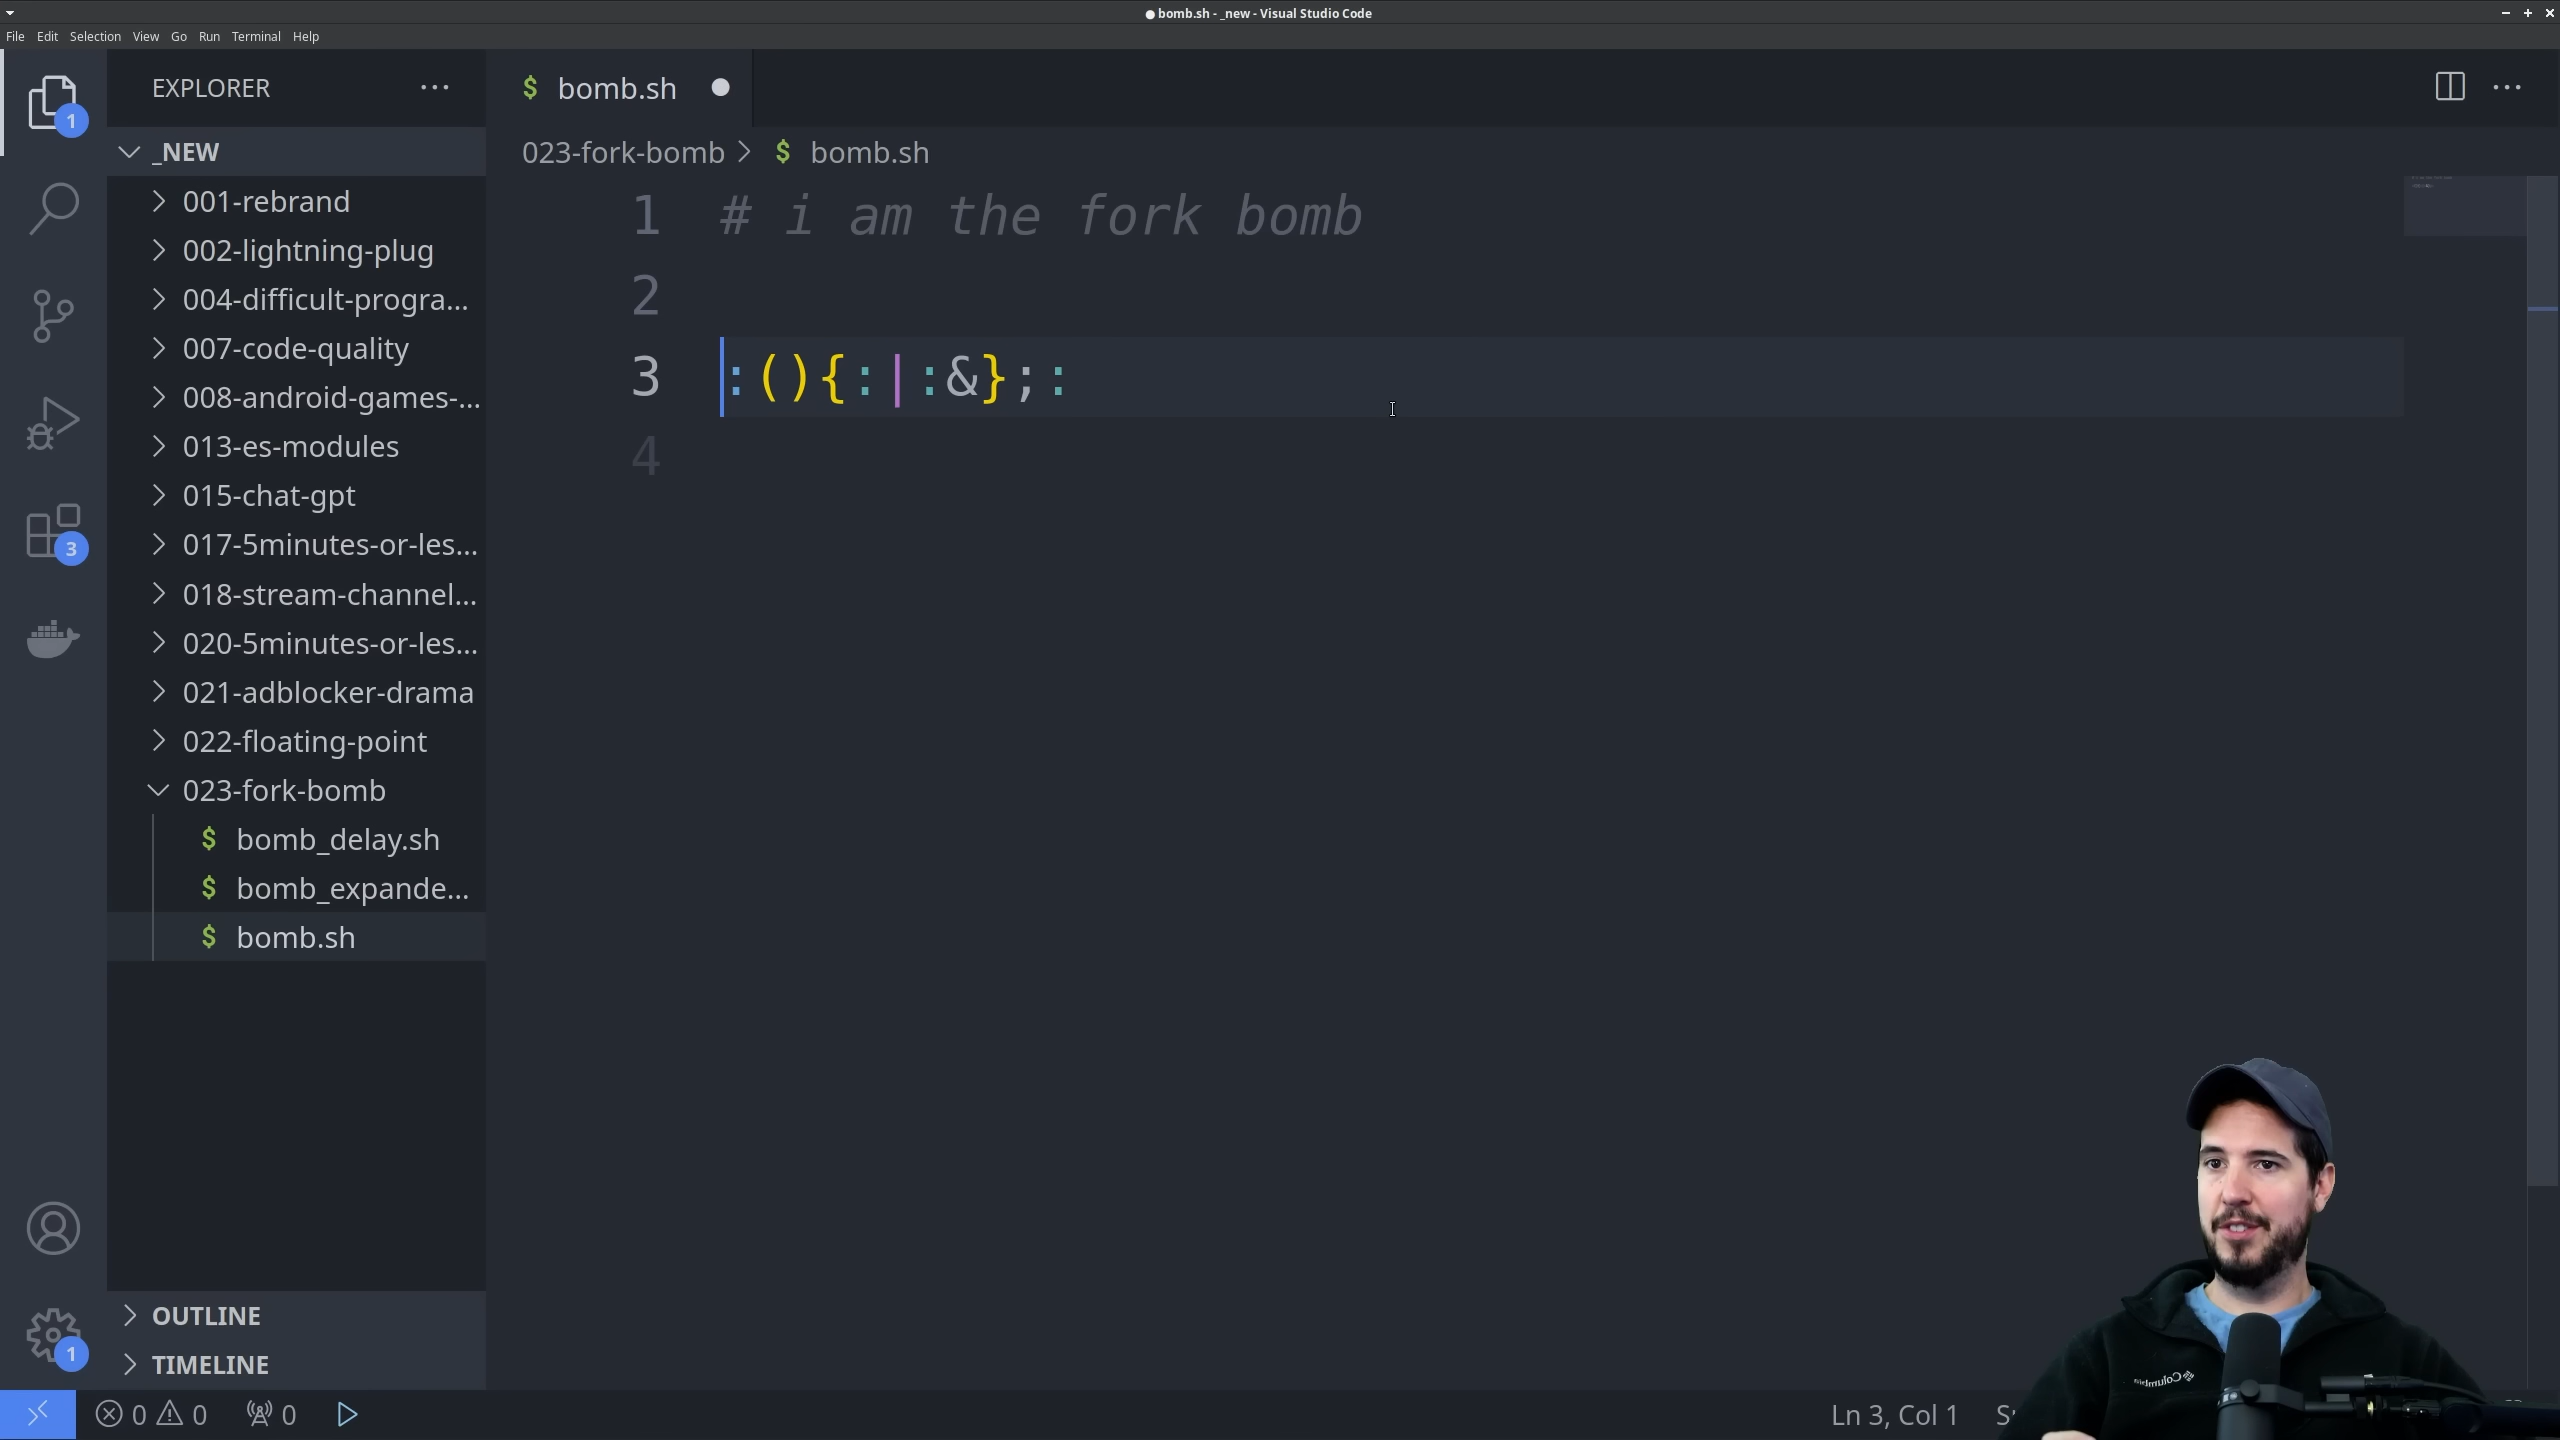 bomb.sh - _new - Visual Studio Code
File Edit Selection View Go Run Terminal Help
EXPLORER
1
_NEW
001-rebrand
002-lightning-plug
004-difficult-progra...
007-code-quality
008-android-games-...
013-es-modules
015-chat-gpt
017-5minutes-or-les...
018-stream-channel...
020-5minutes-or-les...
021-adblocker-drama
022-floating-point
023-fork-bomb
$ bomb_delay.sh
$ bomb_expande...
$ bomb.sh
3
OUTLINE
TIMELINE
1
$ bomb.sh
023-fork-bomb > $ bomb.sh
1 # i am the fork bomb
2
3 :(){:|:&};:
4
Columbia
0 0 0 Ln 3, Col 1